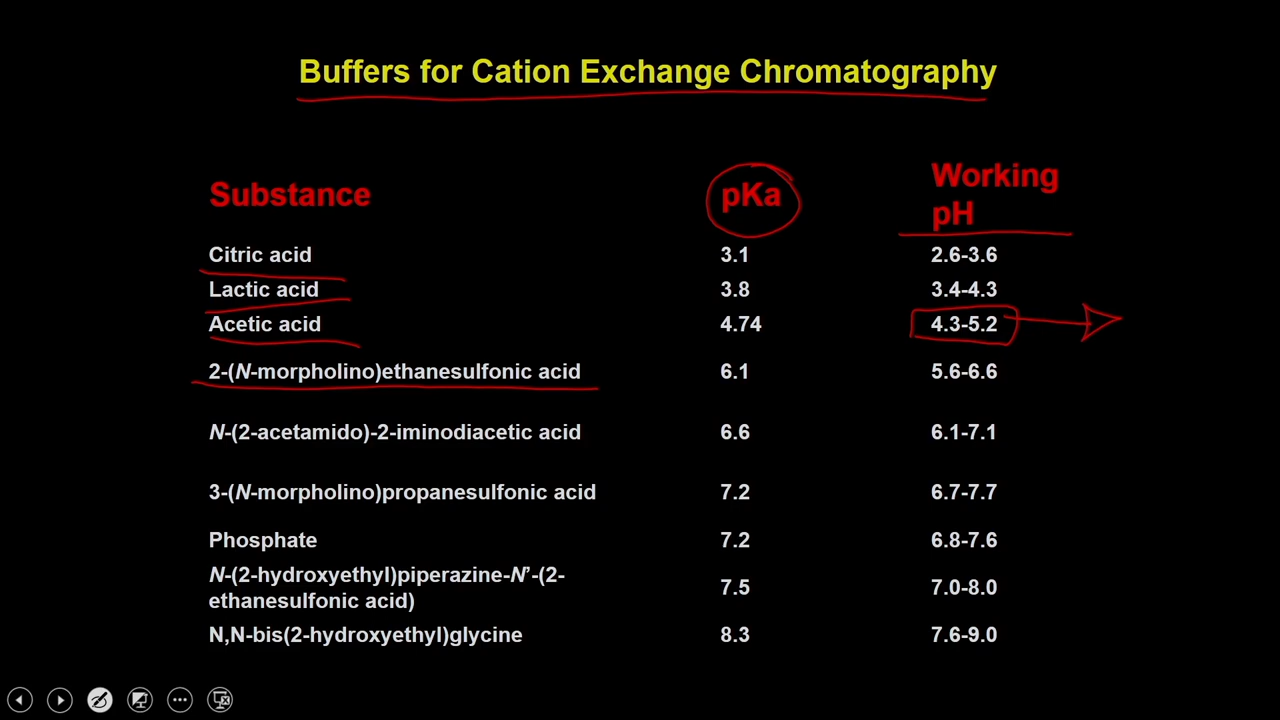 Buffers for Cation Exchange Chromatography
Substance pKa Working pH
Citric acid 3.1 2.6-3.6
Lactic acid 3.8 3.4-4.3
Acetic acid 4.74 4.3-5.2
2-(N-morpholino)ethanesulfonic acid 6.1 5.6-6.6
N-(2-acetamido)-2-iminodiacetic acid 6.6 6.1-7.1
3-(N-morpholino)propanesulfonic acid 7.2 6.7-7.7
Phosphate 7.2 6.8-7.6
N-(2-hydroxyethyl)piperazine-N’-(2-
ethanesulfonic acid) 7.5 7.0-8.0
N,N-bis(2-hydroxyethyl)glycine 8.3 7.6-9.0